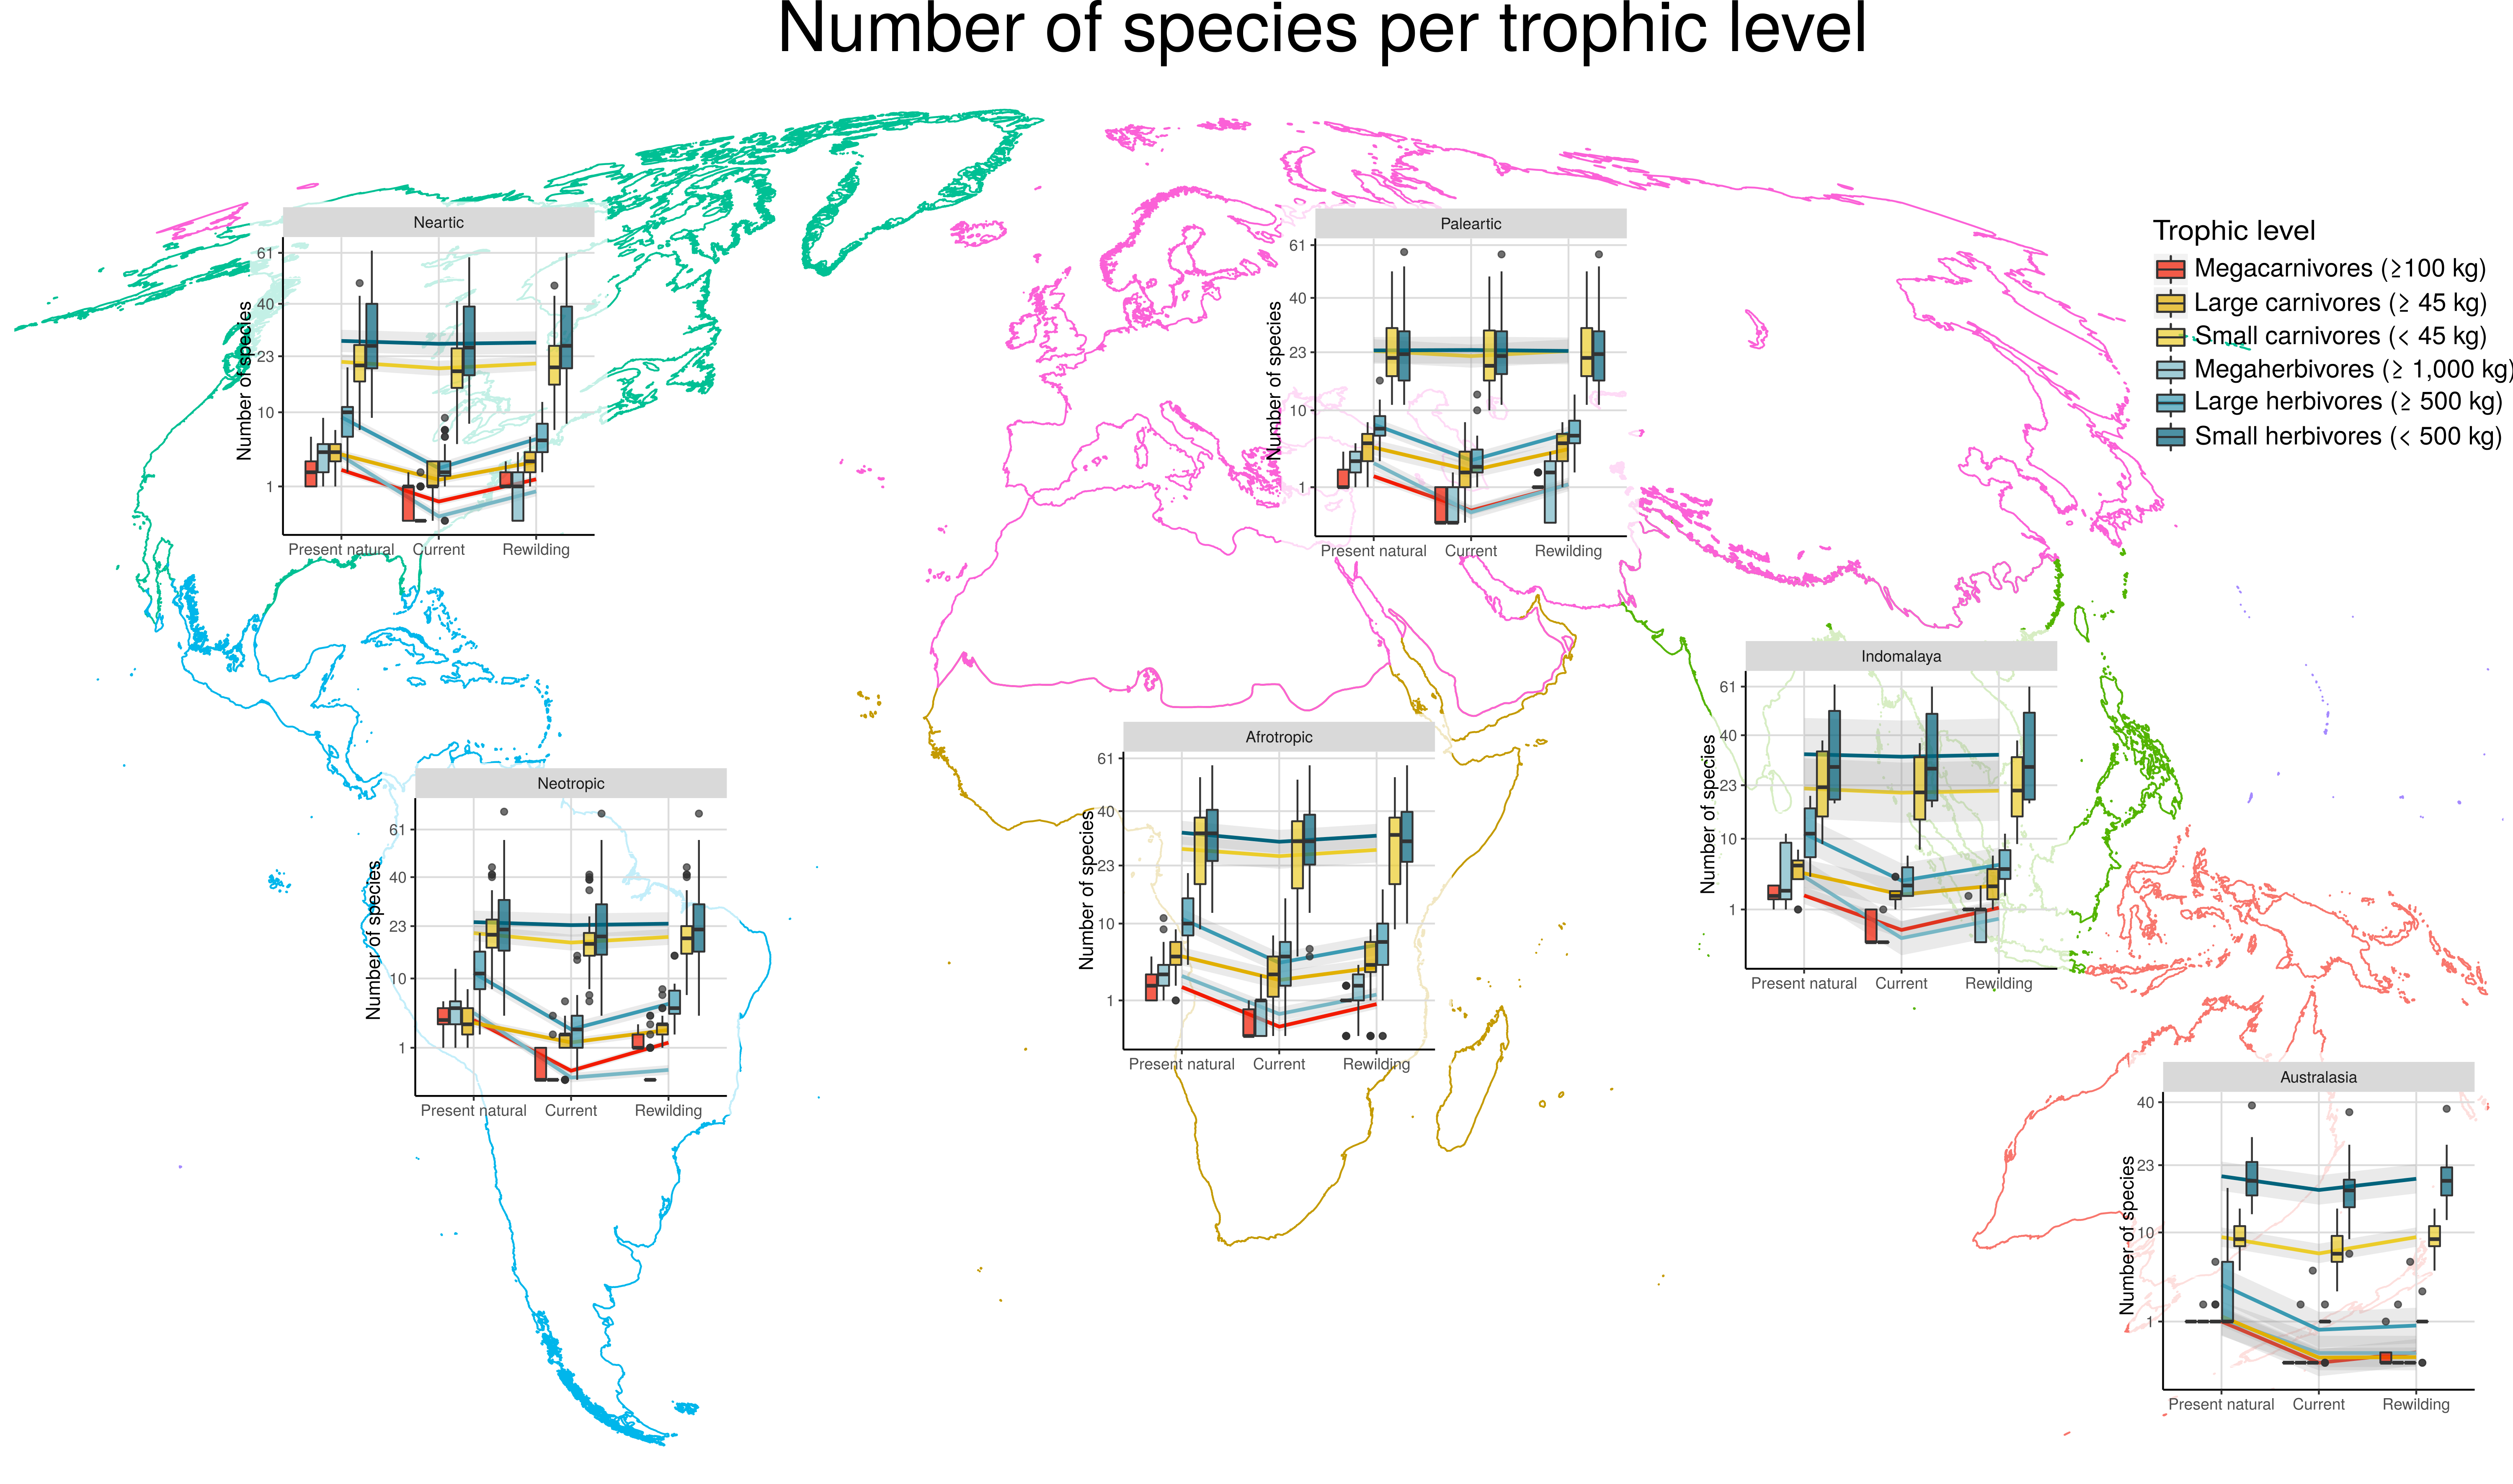 Number of species per trophic level
Neartic
Number of species
61
40
23
10
1
Present natural Current Rewilding
Paleartic
Number of species
61
40
23
10
1
Present natural Current Rewilding
Trophic level
Megacarnivores (≥100 kg)
Large carnivores (≥ 45 kg)
Small carnivores (< 45 kg)
Megaherbivores (≥ 1,000 kg)
Large herbivores (≥ 500 kg)
Small herbivores (< 500 kg)
Indomalaya
Number of species
61
40
23
10
1
Present natural Current Rewilding
Afrotropic
Number of species
61
40
23
10
1
Present natural Current Rewilding
Neotropic
Number of species
61
40
23
10
1
Present natural Current Rewilding
Australasia
Number of species
40
23
10
1
Present natural Current Rewilding